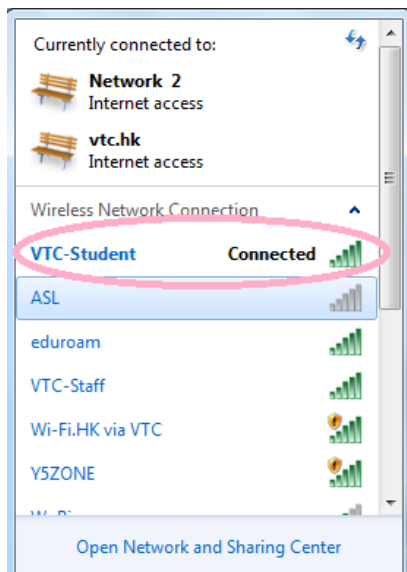 Currently connected to:
Network 2
Internet access
vtc.hk
Internet access
Wireless Network Connection
VTC-Student Connected
ASL
eduroam
VTC-Staff
Wi-Fi.HK via VTC
Y5ZONE
Open Network and Sharing Center